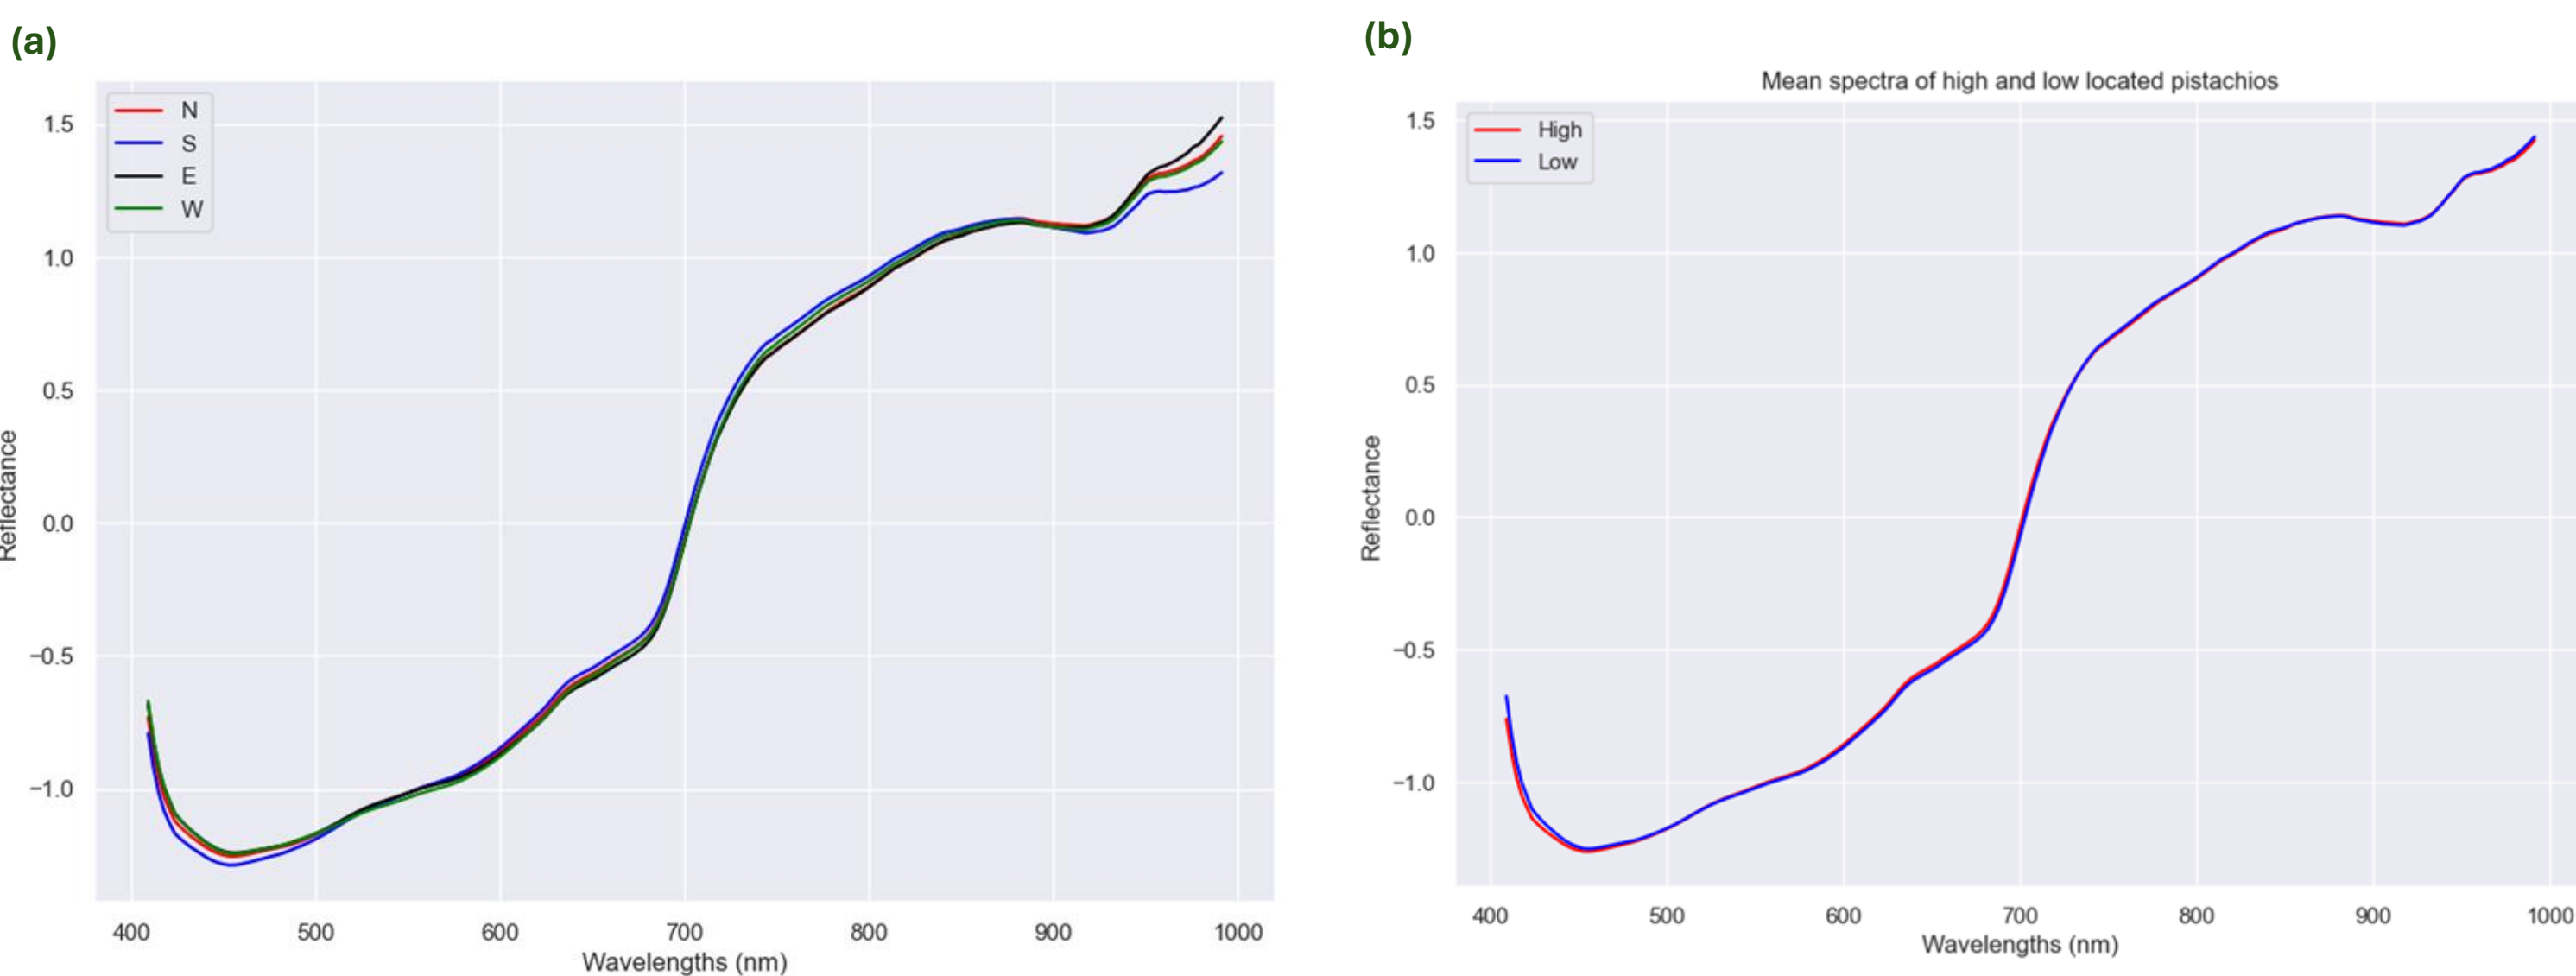 (a)
N
S
E
W
1.5
1.0
0.5
0.0
−0.5
−1.0
Reflectance
400 500 600 700 800 900 1000
Wavelengths (nm)
(b)
Mean spectra of high and low located pistachios
High
Low
1.5
1.0
0.5
0.0
−0.5
−1.0
Reflectance
400 500 600 700 800 900 1000
Wavelengths (nm)